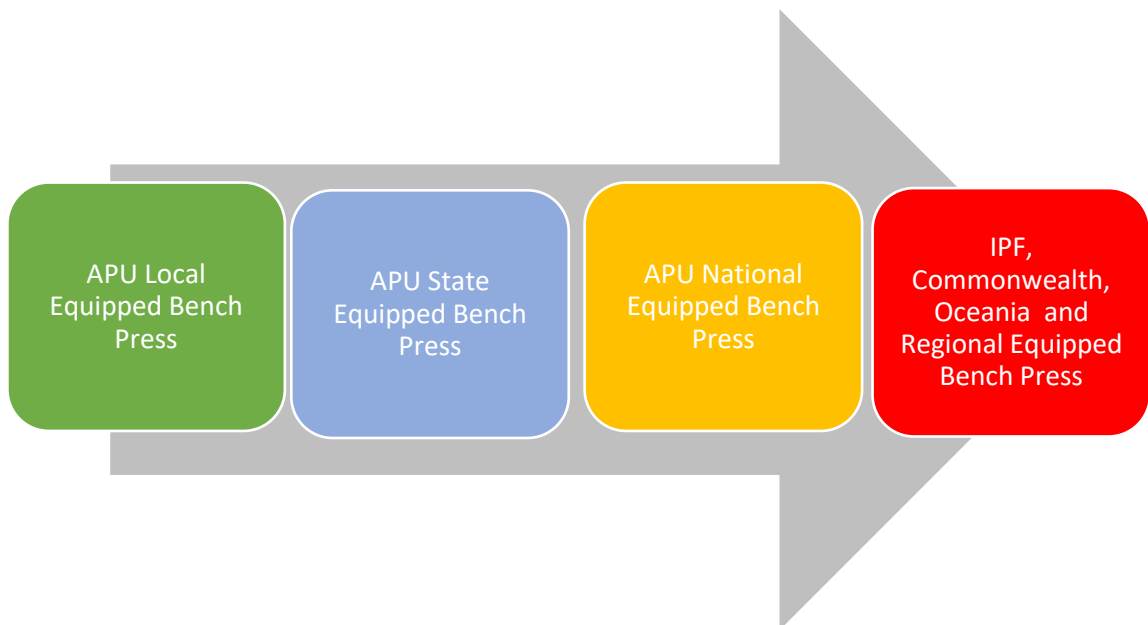 APU Local
Equipped Bench
Press
APU State
Equipped Bench
Press
APU National
Equipped Bench
Press
IPF,
Commonwealth,
Oceania  and
Regional Equipped
Bench Press